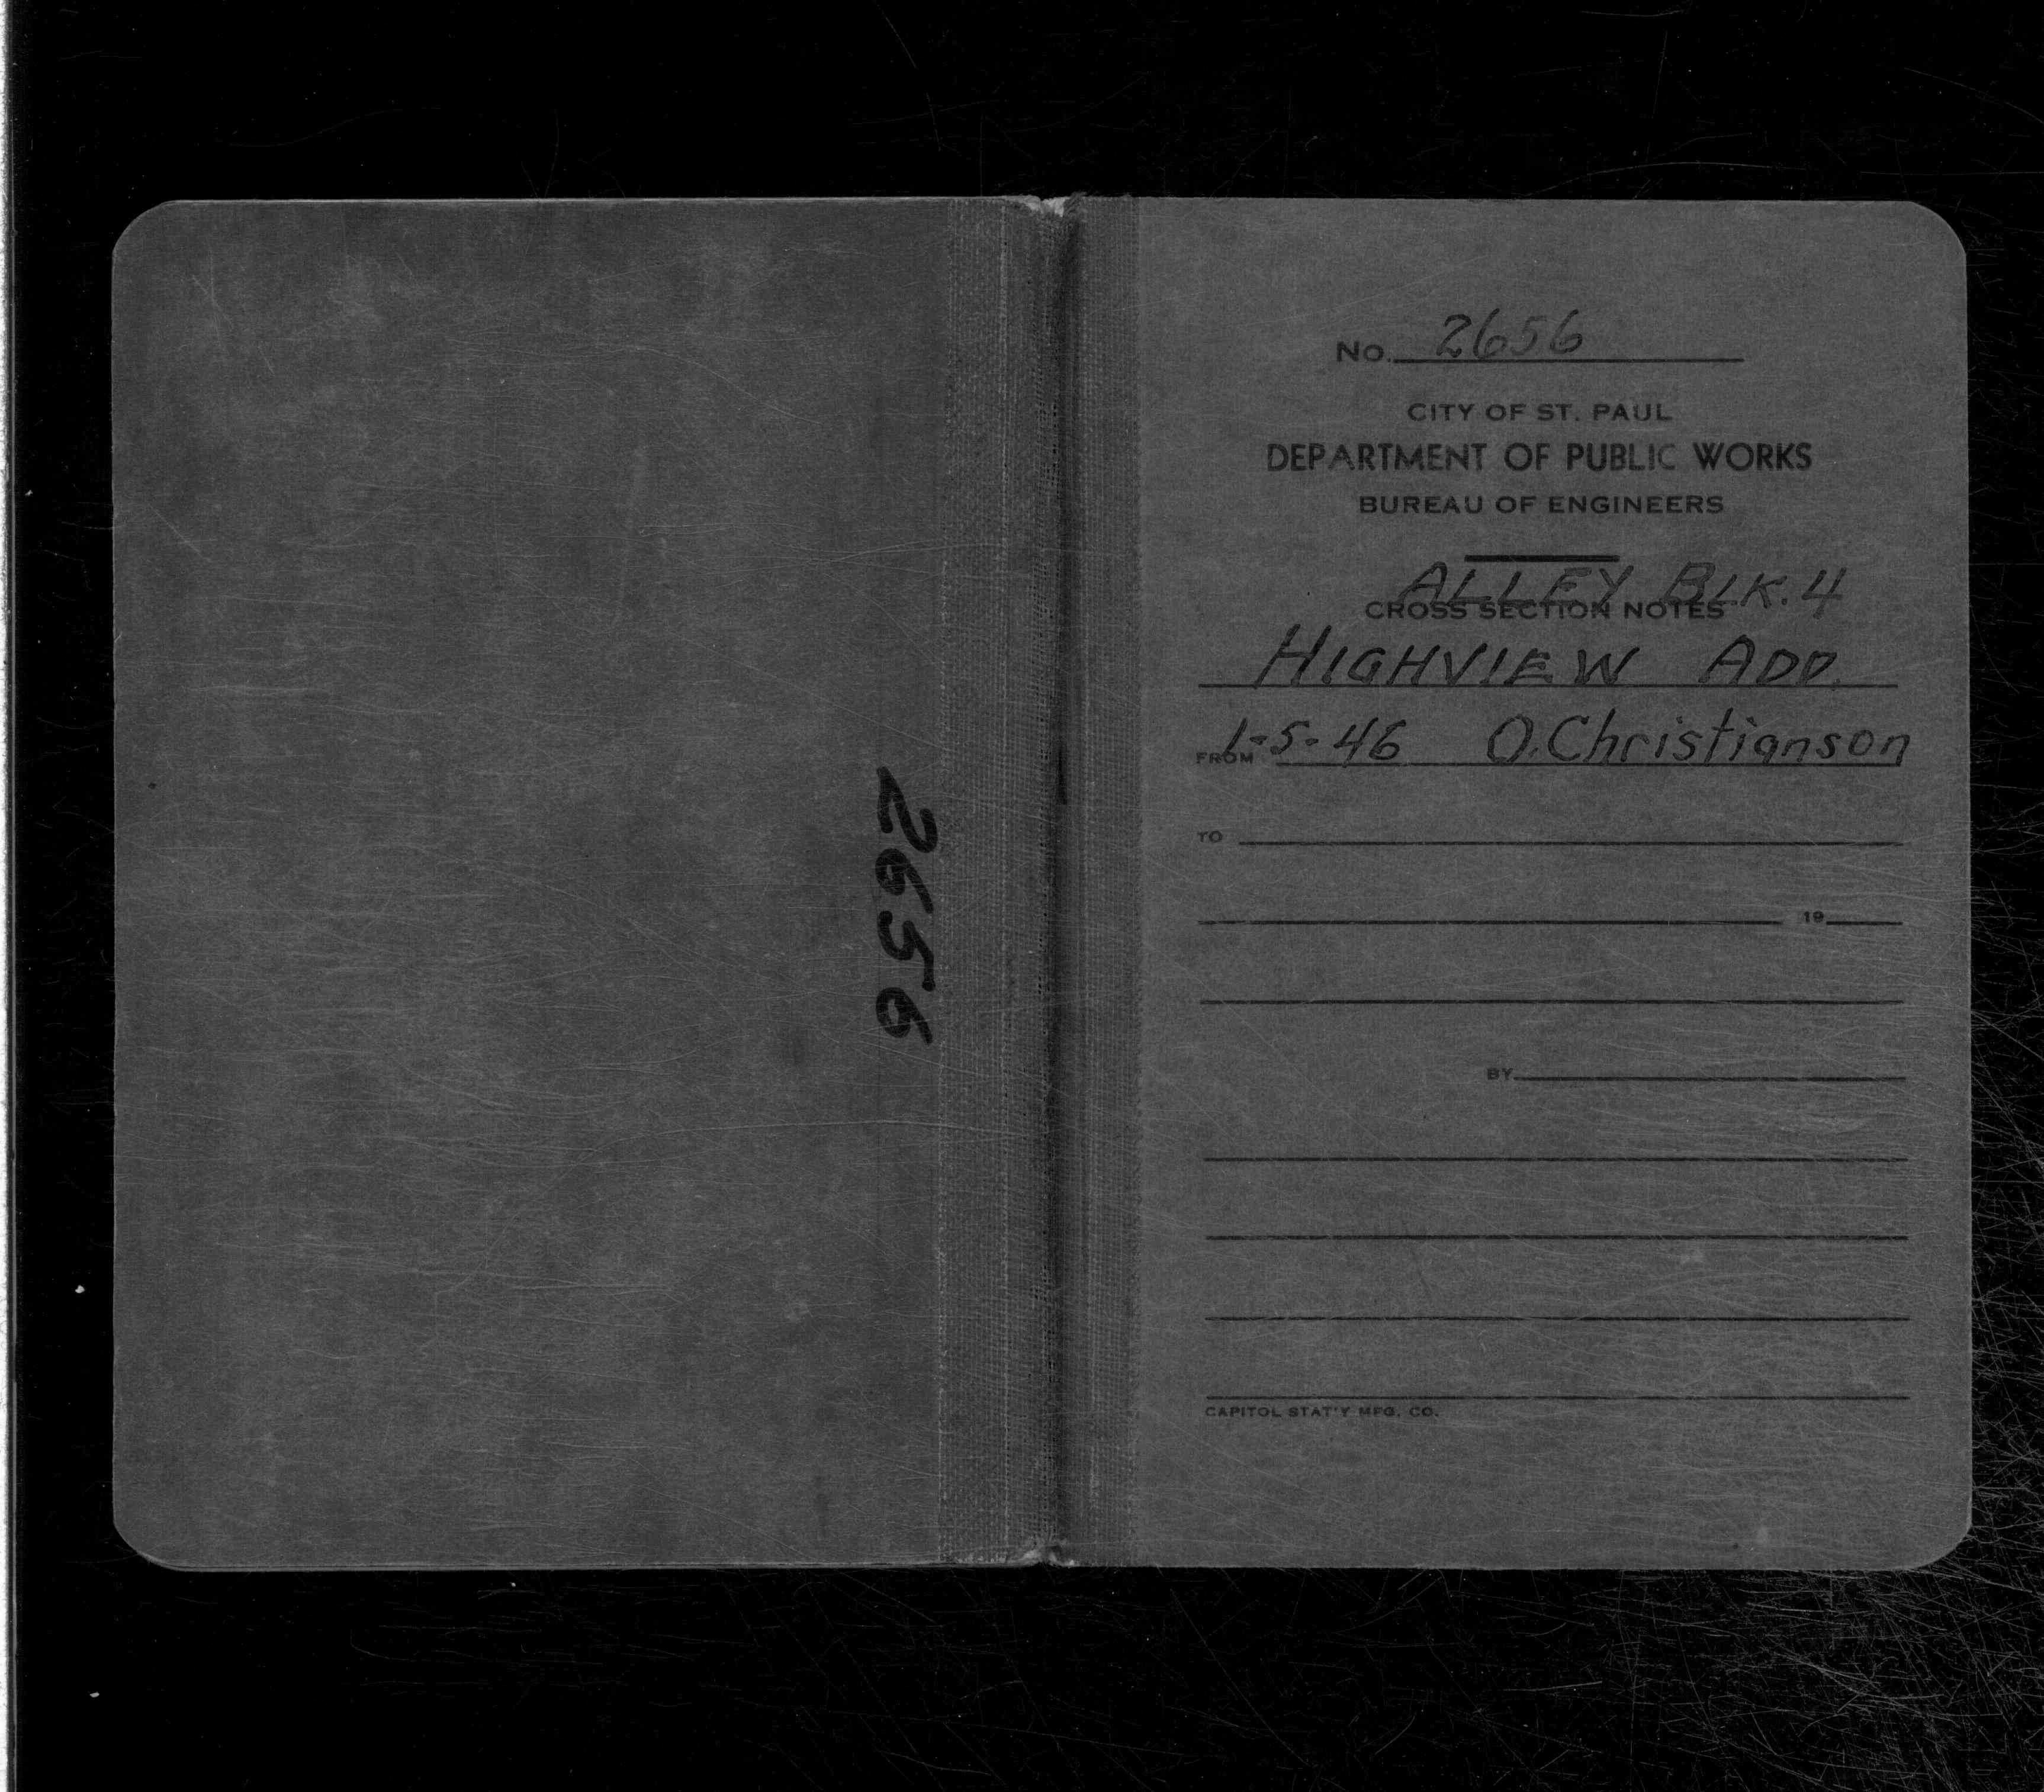 2656
No. 2656
CITY OF ST. PAUL
DEPARTMENT OF PUBLIC WORKS
BUREAU OF ENGINEERS
ALLEY BLK. 4
CROSS SECTION NOTES
HIGHVIEW ADD.
FROM 1-5-46 O. Christianson
TO
19
BY
CAPITOL STAT'Y MFG. CO.